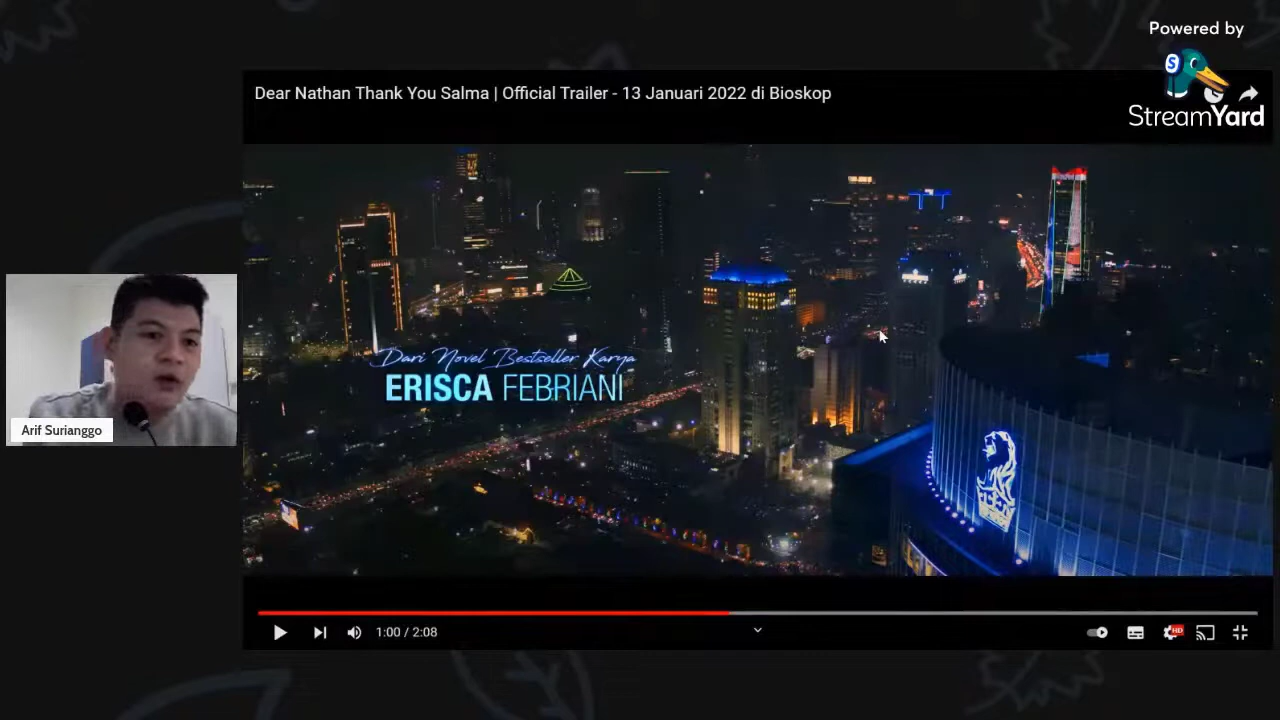 Powered by
StreamYard
Dear Nathan Thank You Salma | Official Trailer - 13 Januari 2022 di Bioskop
Dari Novel Bestseller Karya
ERISCA FEBRIANI
Arif Surianggo
1:00 / 2:08
HD